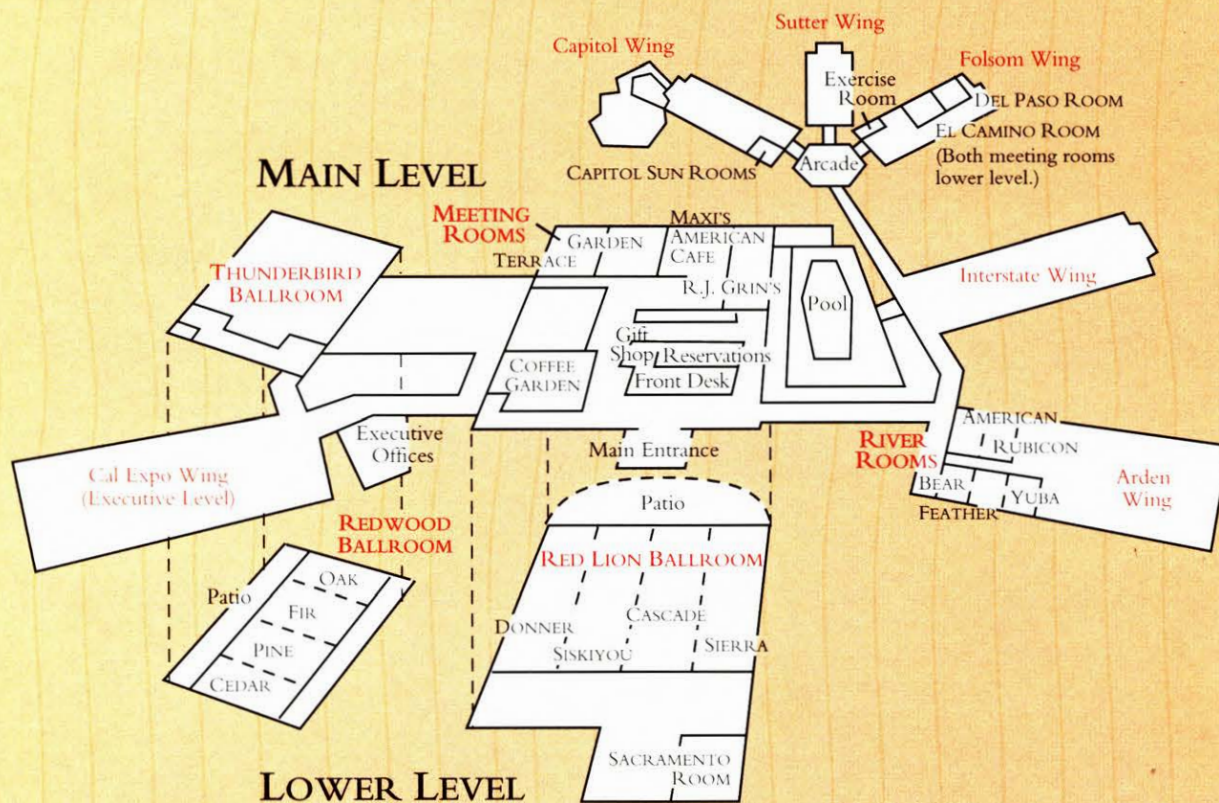 Sutter Wing
Capitol Wing
Folsom Wing
Exercise
Room
DEL PASO ROOM
EL CAMINO ROOM
(Both meeting rooms
lower level.)
Arcade
CAPITOL SUN ROOMS
MAIN LEVEL
MEETING
ROOMS
TERRACE
GARDEN
MAXI'S
AMERICAN
CAFE
R.J. GRIN'S
THUNDERBIRD
BALLROOM
Interstate Wing
Pool
Gift
Shop
Reservations
Front Desk
COFFEE
GARDEN
Main Entrance
Executive
Offices
Cal Expo Wing
(Executive Level)
RIVER
ROOMS
AMERICAN
RUBICON
BEAR
YUBA
FEATHER
Arden
Wing
REDWOOD
BALLROOM
Patio
OAK
FIR
PINE
CEDAR
Patio
RED LION BALLROOM
DONNER
SISKIYOU
CASCADE
SIERRA
SACRAMENTO
ROOM
LOWER LEVEL